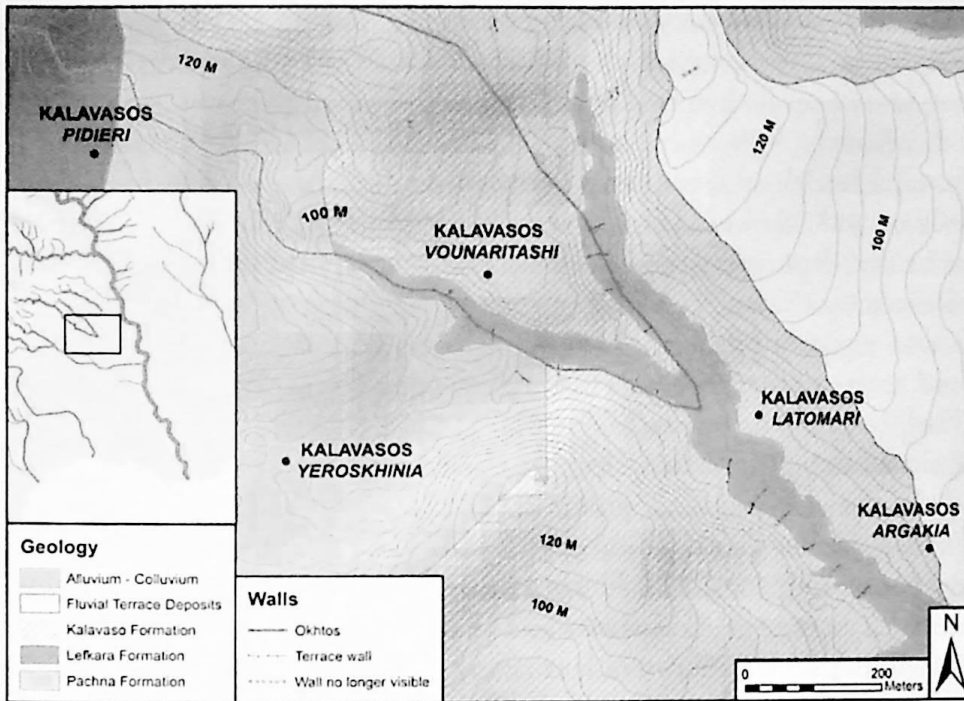 120 M
KALAVASOS
PIDIERI
120 M
100 M
KALAVASOS
VOUNARITASHI
100 M
KALAVASOS
LATOMARI
KALAVASOS
YEROSKHINIA
KALAVASOS
ARGAKIA
120 M
100 M
Geology
Alluvium - Colluvium
Fluvial Terrace Deposits
Kalavaso Formation
Lefkara Formation
Pachna Formation
Walls
Okhtos
Terrace wall
Wall no longer visible
N
0 200
Meters